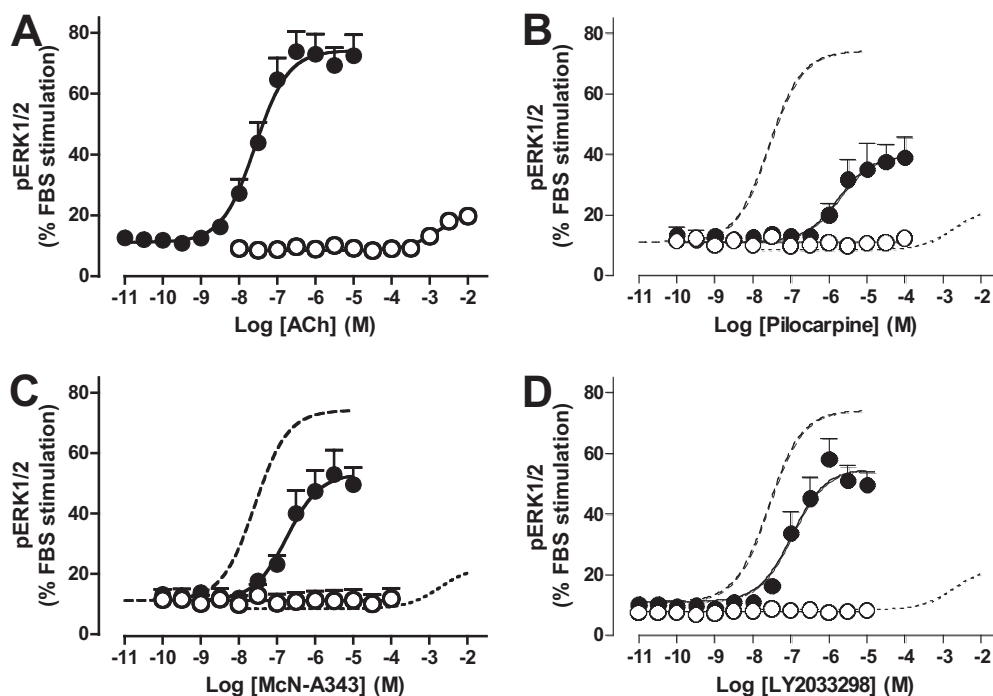 A
pERK1/2
(% FBS stimulation)
80
60
40
20
0
-11 -10 -9 -8 -7 -6 -5 -4 -3 -2
Log [ACh] (M)
B
pERK1/2
(% FBS stimulation)
80
60
40
20
0
-11 -10 -9 -8 -7 -6 -5 -4 -3 -2
Log [Pilocarpine] (M)
C
pERK1/2
(% FBS stimulation)
80
60
40
20
0
-11 -10 -9 -8 -7 -6 -5 -4 -3 -2
Log [McN-A343] (M)
D
pERK1/2
(% FBS stimulation)
80
60
40
20
0
-11 -10 -9 -8 -7 -6 -5 -4 -3 -2
Log [LY2033298] (M)